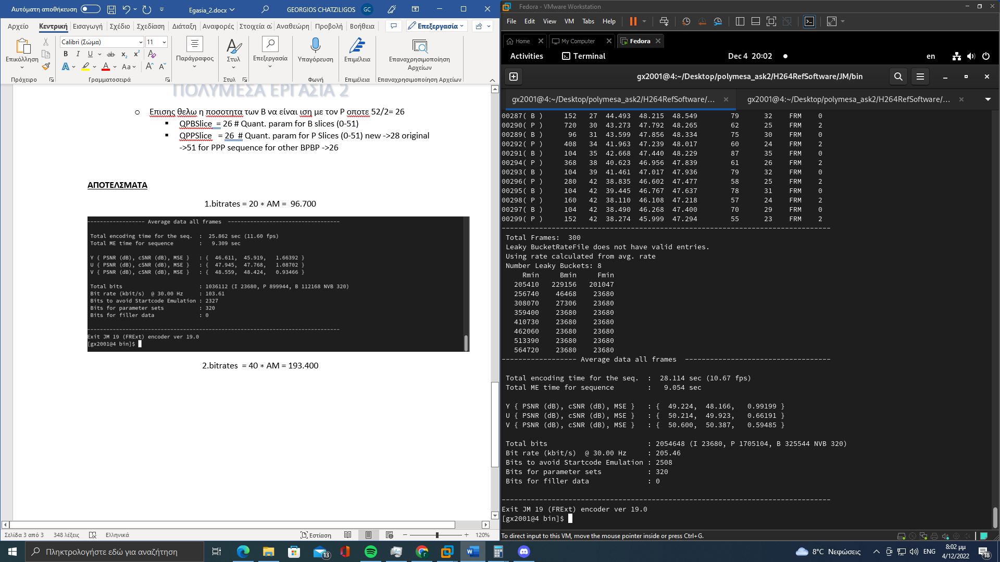 Αυτόματη αποθήκευση
Egasia_2.docx
GEORGIOS CHATZILIGOS
GC
Αρχείο Κεντρική Εισαγωγή Σχέδιο Σχεδίαση Διάταξη Αναφορές Στοιχεία αλ Αναθεώρη Προβολή Βοήθεια
Επεξεργασία
Επικόλληση
Calibri (Σώμα) 11
B I U ab x₂ x²
A A Aa A A
Παράγραφος
Στυλ
Επεξεργασία
Υπαγόρευση
Επιμέλεια
Επαναχρησιμοποίηση
Αρχείων
Πρόχειρο Γραμματοσειρά Στυλ Φωνή Επιμέλεια Επαναχρησιμοποίηση Αρχείων
ΠΟΛΥΜΕΣΑ ΕΡΓΑΣΙΑ 2
o Επισης θελω η ποσοτητα των Β να είναι ιση με τον P οποτε 52/2= 26
▪ QPBSlice = 26 # Quant. param for B slices (0-51)
▪ QPPSlice = 26 # Quant. param for P Slices (0-51) new ->28 original
->51 for PPP sequence for other BPBP ->26
ΑΠΟΤΕΛΣΜΑΤΑ
1.bitrates = 20 * AM = 96.700
------------------ Average data all frames -----------------------------------
Total encoding time for the seq. : 25.862 sec (11.60 fps)
Total ME time for sequence : 9.309 sec
Y { PSNR (dB), cSNR (dB), MSE } : { 46.611, 45.919, 1.66392 }
U { PSNR (dB), cSNR (dB), MSE } : { 47.945, 47.768, 1.08702 }
V { PSNR (dB), cSNR (dB), MSE } : { 48.559, 48.424, 0.93466 }
Total bits : 1036112 (I 23680, P 899944, B 112168 NVB 320)
Bit rate (kbit/s) @ 30.00 Hz : 103.61
Bits to avoid Startcode Emulation : 2327
Bits for parameter sets : 320
Bits for filler data : 0
-------------------------------------------------------------------------------
Exit JM 19 (FRExt) encoder ver 19.0
[gx2001@4 bin]$
2.bitrates = 40 * AM = 193.400
Σελίδα 3 από 3 348 λέξεις Ελληνικά Εστίαση 120%
Fedora - VMware Workstation
File Edit View VM Tabs Help
Home My Computer Fedora
Activities Terminal Dec 4 20:02 en
gx2001@4:~/Desktop/polymesa_ask2/H264RefSoftware/JM/bin
gx2001@4:~/Desktop/polymesa_ask2/H264RefSoftware/... gx2001@4:~/Desktop/polymesa_ask2/H264RefSoftware/...
00287( B ) 152 27 44.493 48.215 48.549 79 32 FRM 0
00290( P ) 720 30 43.273 47.792 48.265 62 25 FRM 2
00289( B ) 96 31 43.599 47.856 48.334 75 30 FRM 0
00292( P ) 408 34 41.963 47.239 48.017 60 24 FRM 2
00291( B ) 104 35 42.668 47.440 48.229 87 35 FRM 0
00294( P ) 368 38 40.623 46.956 47.839 61 26 FRM 2
00293( B ) 104 39 41.461 47.017 47.936 79 32 FRM 0
00296( P ) 280 42 38.835 46.602 47.477 58 25 FRM 2
00295( B ) 104 42 39.445 46.767 47.637 78 31 FRM 0
00298( P ) 160 42 38.110 46.108 47.218 57 24 FRM 2
00297( B ) 104 42 38.490 46.268 47.400 70 29 FRM 0
00299( P ) 152 42 38.274 45.999 47.294 55 23 FRM 2
-------------------------------------------------------------------------------
Total Frames: 300
Leaky BucketRateFile does not have valid entries.
Using rate calculated from avg. rate
Number Leaky Buckets: 8
Rmin Bmin Fmin
205410 229156 201047
256740 46468 23680
308070 27306 23680
359400 23680 23680
410730 23680 23680
462060 23680 23680
513390 23680 23680
564720 23680 23680
------------------ Average data all frames -----------------------------------
Total encoding time for the seq. : 28.114 sec (10.67 fps)
Total ME time for sequence : 9.054 sec
Y { PSNR (dB), cSNR (dB), MSE } : { 49.224, 48.166, 0.99199 }
U { PSNR (dB), cSNR (dB), MSE } : { 50.214, 49.923, 0.66191 }
V { PSNR (dB), cSNR (dB), MSE } : { 50.600, 50.387, 0.59485 }
Total bits : 2054648 (I 23680, P 1705104, B 325544 NVB 320)
Bit rate (kbit/s) @ 30.00 Hz : 205.46
Bits to avoid Startcode Emulation : 2508
Bits for parameter sets : 320
Bits for filler data : 0
-------------------------------------------------------------------------------
Exit JM 19 (FRExt) encoder ver 19.0
[gx2001@4 bin]$
To direct input to this VM, move the mouse pointer inside or press Ctrl+G.
Πληκτρολογήστε εδώ για αναζήτηση
13
8°C Νεφώσεις
ENG
8:02 μμ
4/12/2022
18